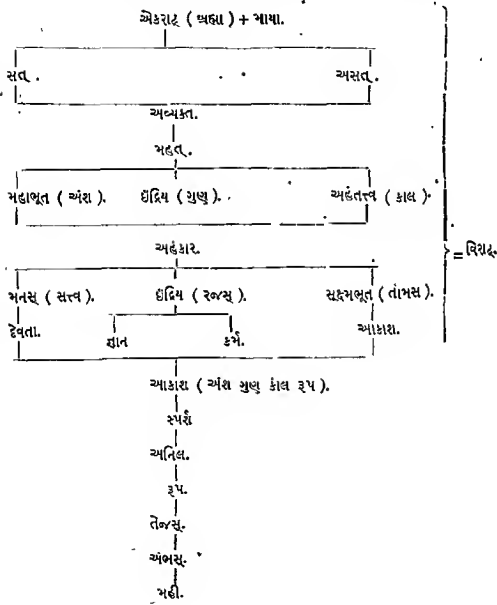 એકરાટ્ ( બ્રહ્મા ) + માયા.
સત્. અસત્.
અવ્યક્ત.
મહત્.
મહાભૂત ( અંશ ). ઇંદ્રિય ( ગુણ ). અહંતત્ત્વ ( કાલ ).
અહંકાર.
= વિરાટ્.
મનસ્ ( સત્ત્વ ). ઇંદ્રિય ( રજસ્ ). સૂક્ષ્મભૂત ( તામસ ).
દેવતા. આકાશ.
જ્ઞાન કર્મ.
આકાશ ( અંશ ગુણ કાલ રૂપ ).
સ્પર્શ
અનિલ.
રૂપ.
તેજસ્.
અંભસ્.
મહી.